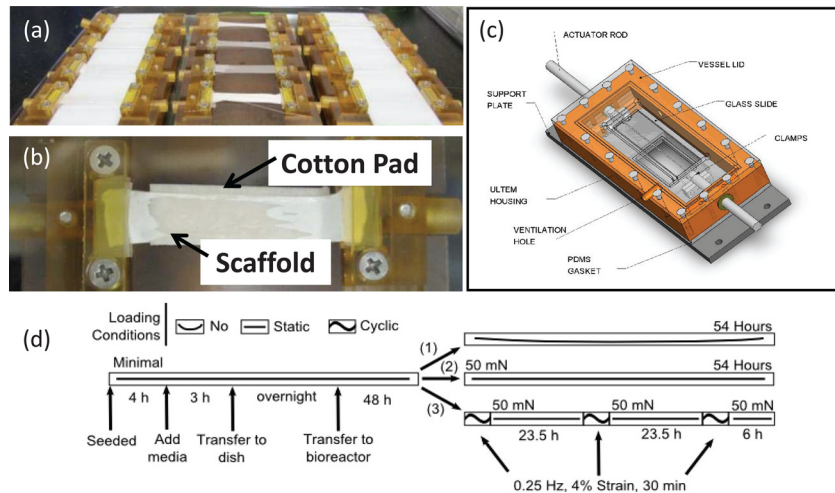 (a)
(b)
Cotton Pad
Scaffold
(c)
ACTUATOR ROD
VESSEL LID
SUPPORT
PLATE
GLASS SLIDE
CLAMPS
ULTEM
HOUSING
VENTILATION
HOLE
PDMS
GASKET
(d)
Loading
Conditions
No
Static
Cyclic
Minimal
4 h
3 h
overnight
48 h
Seeded
Add
media
Transfer to
dish
Transfer to
bioreactor
(1)
54 Hours
(2)
50 mN
54 Hours
(3)
50 mN
50 mN
50 mN
23.5 h
23.5 h
6 h
0.25 Hz, 4% Strain, 30 min